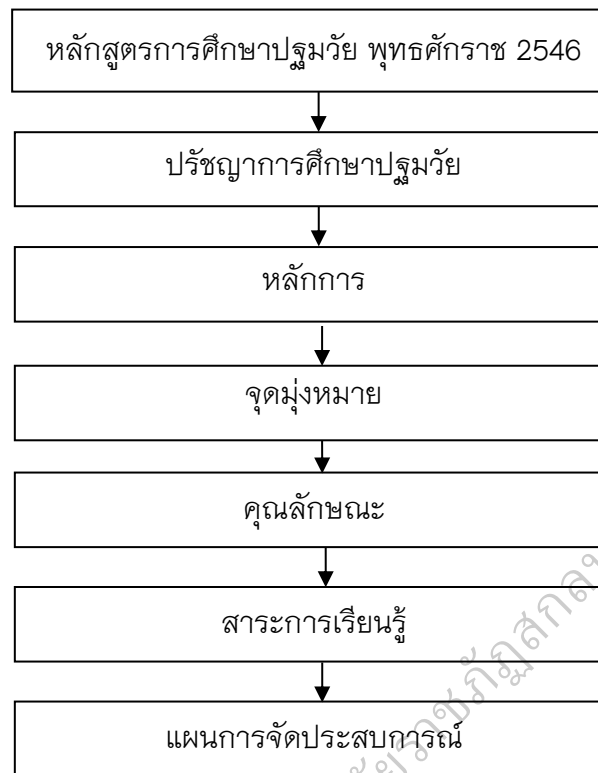 หลักสูตรการศึกษาปฐมวัย พุทธศักราช 2546
ปรัชญาการศึกษาปฐมวัย
หลักการ
จุดมุ่งหมาย
คุณลักษณะ
สาระการเรียนรู้
แผนการจัดประสบการณ์